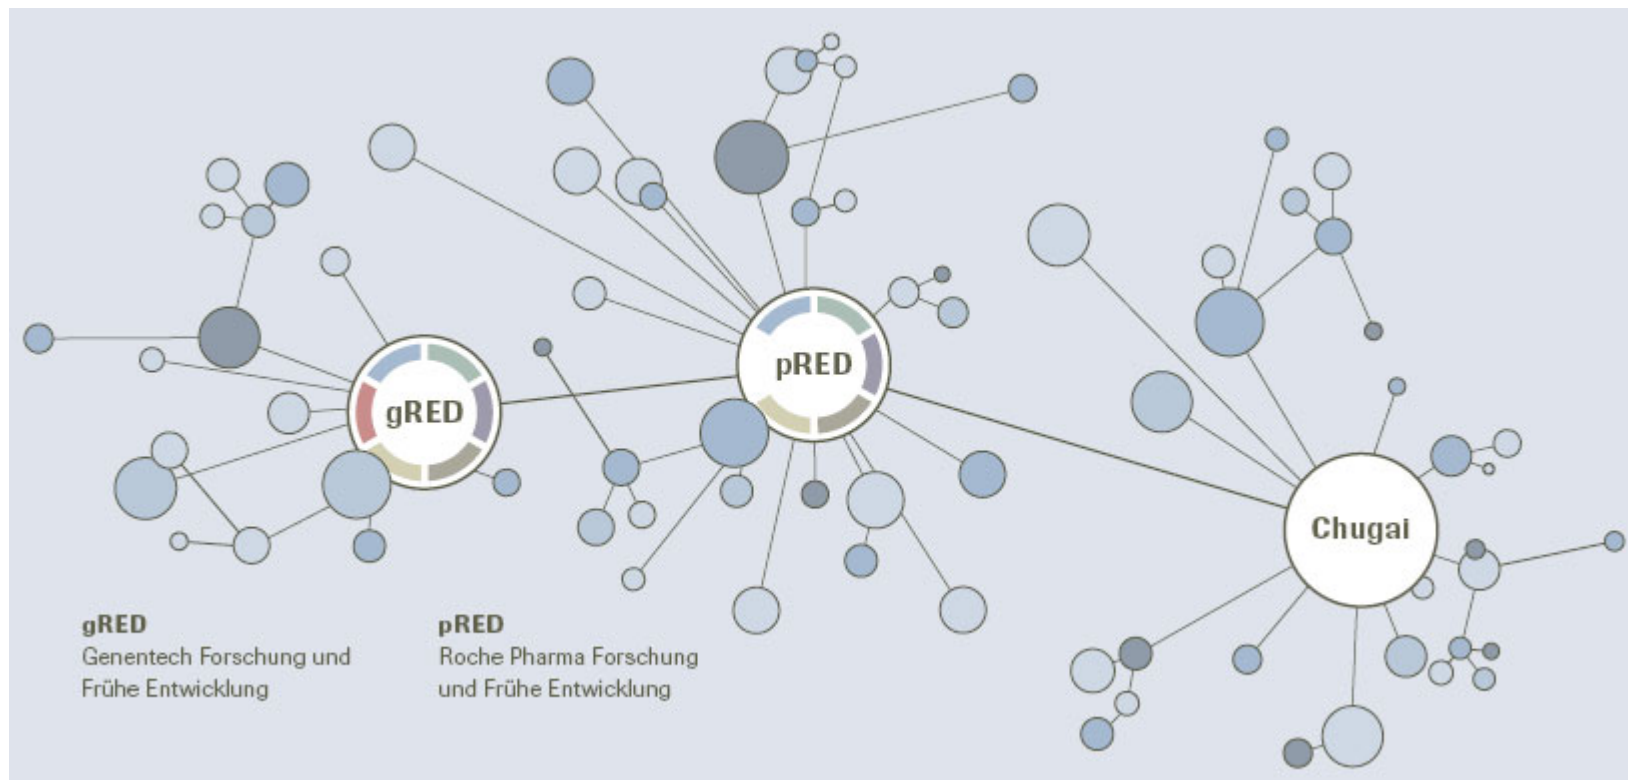 pRED
gRED
Chugai
gRED
Genentech Forschung und
Frühe Entwicklung
pRED
Roche Pharma Forschung
und Frühe Entwicklung